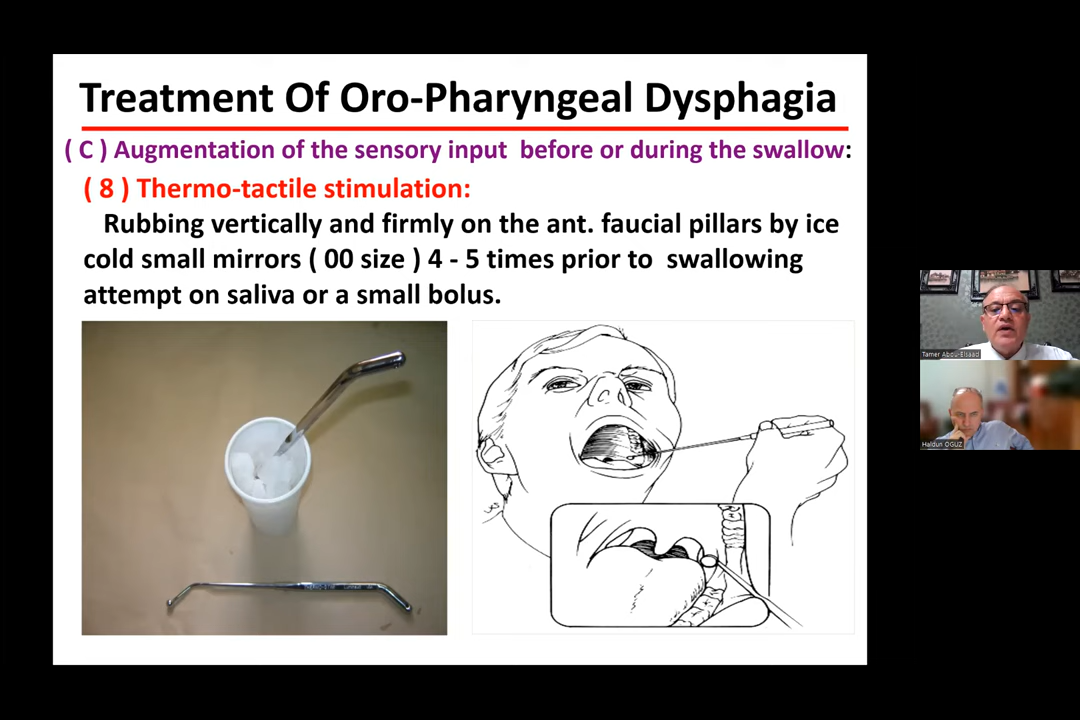 Treatment Of Oro-Pharyngeal Dysphagia
( C ) Augmentation of the sensory input before or during the swallow:
( 8 ) Thermo-tactile stimulation:
Rubbing vertically and firmly on the ant. faucial pillars by ice
cold small mirrors ( 00 size ) 4 - 5 times prior to swallowing
attempt on saliva or a small bolus.
Tamer Abou-Elsaad
Haldun OGUZ